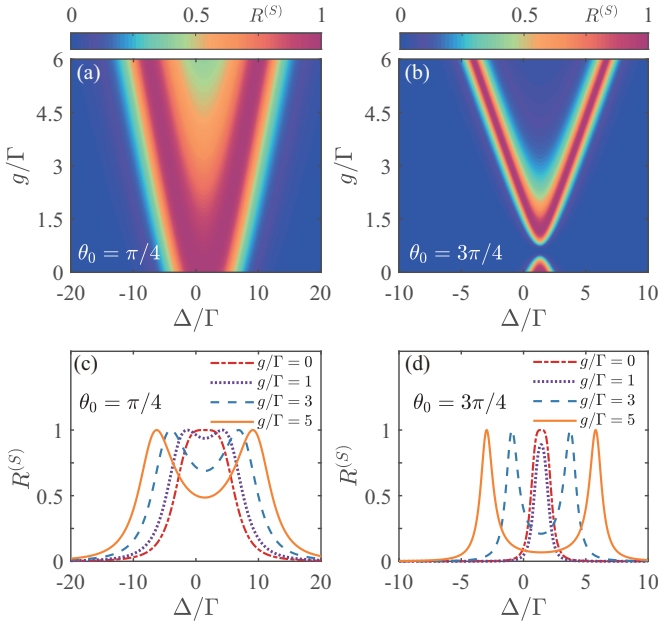 0 0.5 R^(S) 1
0 0.5 R^(S) 1
(a)
6
4.5
3
1.5
0
g/Γ
θ₀ = π/4
-20 -10 0 10 20
Δ/Γ
(b)
6
4.5
3
1.5
0
g/Γ
θ₀ = 3π/4
-10 -5 0 5 10
Δ/Γ
(c)
g/Γ = 0
g/Γ = 1
g/Γ = 3
g/Γ = 5
θ₀ = π/4
1
0.5
0
R^(S)
-20 -10 0 10 20
Δ/Γ
(d)
g/Γ = 0
g/Γ = 1
g/Γ = 3
g/Γ = 5
θ₀ = 3π/4
1
0.5
0
R^(S)
-10 -5 0 5 10
Δ/Γ